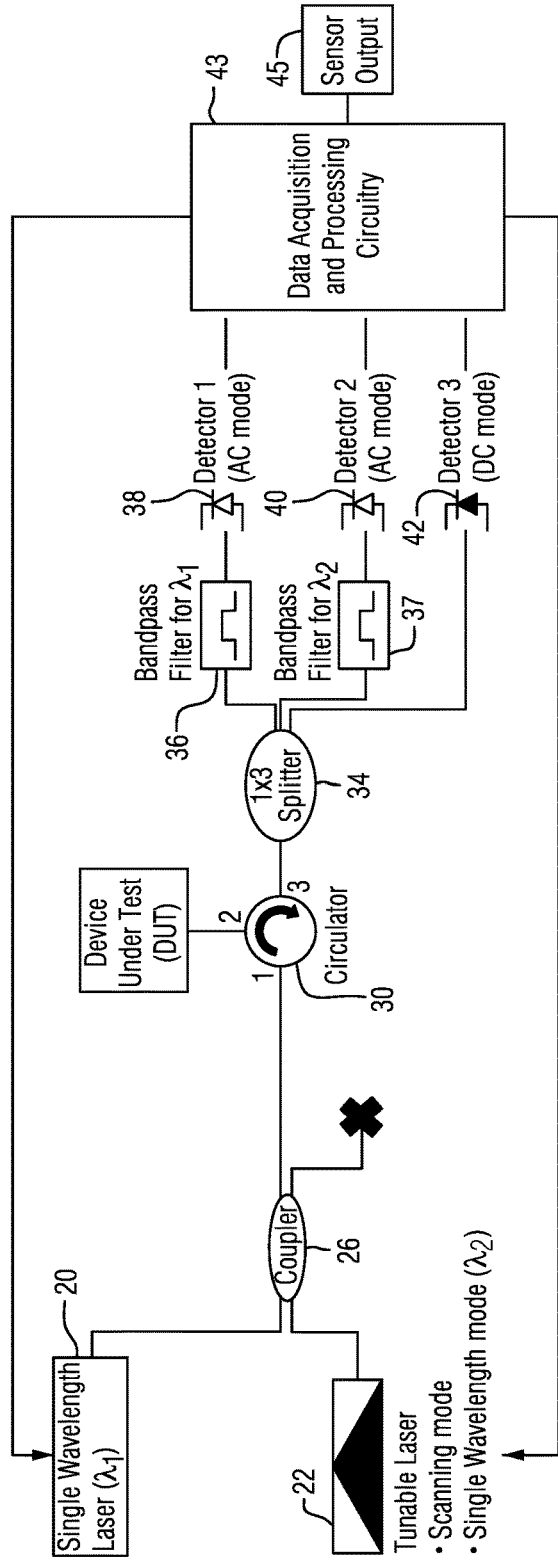 Single Wavelength
Laser (λ1)
20
22
Tunable Laser
• Scanning mode
• Single Wavelength mode (λ2)
Coupler
26
Device
Under Test
(DUT)
1
2
3
Circulator
30
1x3
Splitter
34
Bandpass
Filter for λ1
36
Bandpass
Filter for λ2
37
38
Detector 1
(AC mode)
40
Detector 2
(AC mode)
42
Detector 3
(DC mode)
Data Acquisition
and Processing
Circuitry
43
45
Sensor
Output